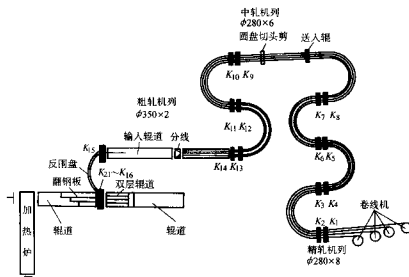 中轧机列
φ280×6
圆盘切头剪
送入辊
K10 K9
粗轧机列
φ350×2
输入辊道
分线
K15
K11 K12
K7 K8
反围盘
K14 K13
K6 K5
翻钢板
K21~K16
双层辊道
K3 K4
卷线机
加热炉
辊道
辊道
K2 K1
精轧机列
φ280×8